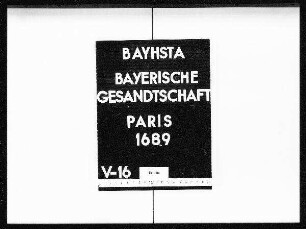 BAYHSTA
BAYERISCHE
GESANDTSCHAFT
PARIS
1689
V-16